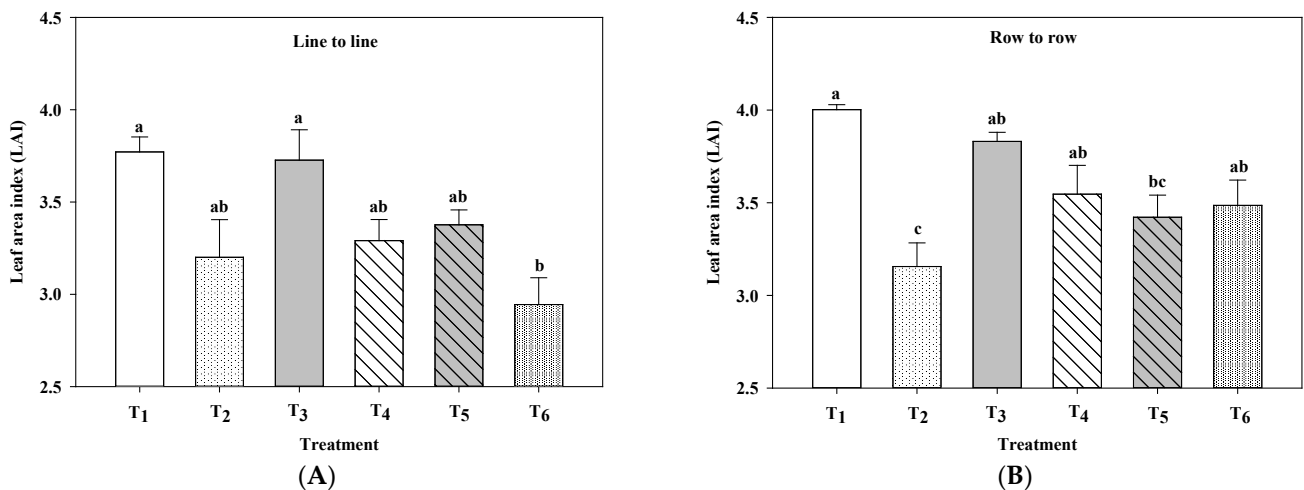 Line to line
Leaf area index (LAI)
4.5
4.0
3.5
3.0
2.5
a
ab
a
ab
ab
b
T1 T2 T3 T4 T5 T6
Treatment
(A)
Row to row
Leaf area index (LAI)
4.5
4.0
3.5
3.0
2.5
a
c
ab
ab
bc
ab
T1 T2 T3 T4 T5 T6
Treatment
(B)